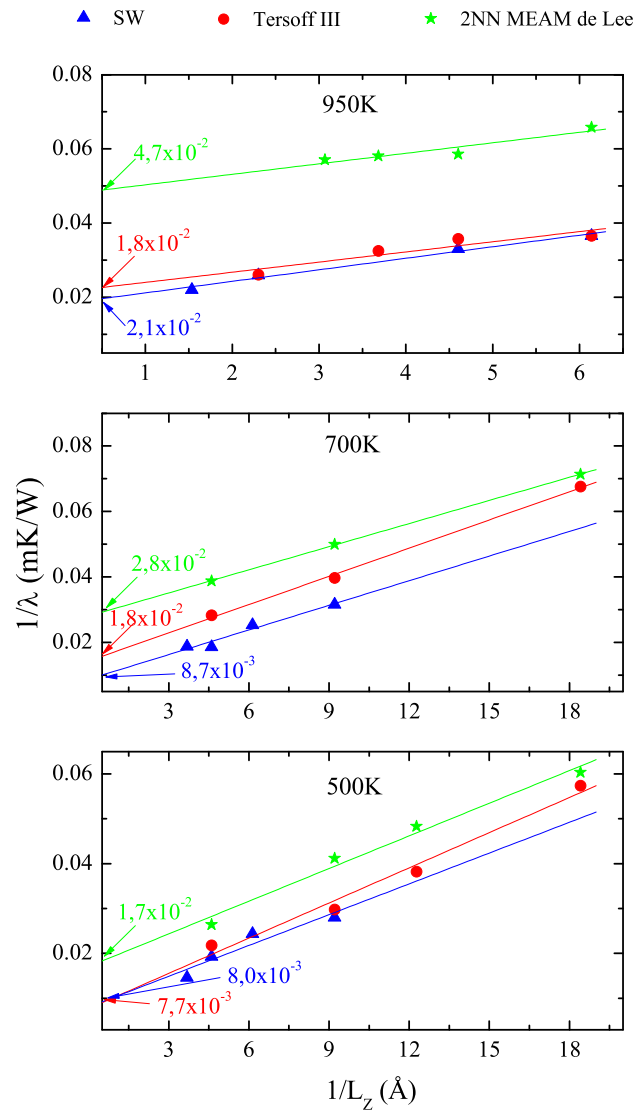 SW Tersoff III 2NN MEAM de Lee
950K
0.08
0.06
0.04
0.02
4,7x10⁻²
1,8x10⁻²
2,1x10⁻²
1 2 3 4 5 6
700K
0.08
0.06
0.04
0.02
2,8x10⁻²
1,8x10⁻²
8,7x10⁻³
3 6 9 12 15 18
1/λ (mK/W)
500K
0.06
0.04
0.02
1,7x10⁻²
8,0x10⁻³
7,7x10⁻³
3 6 9 12 15 18
1/L_Z (Å)